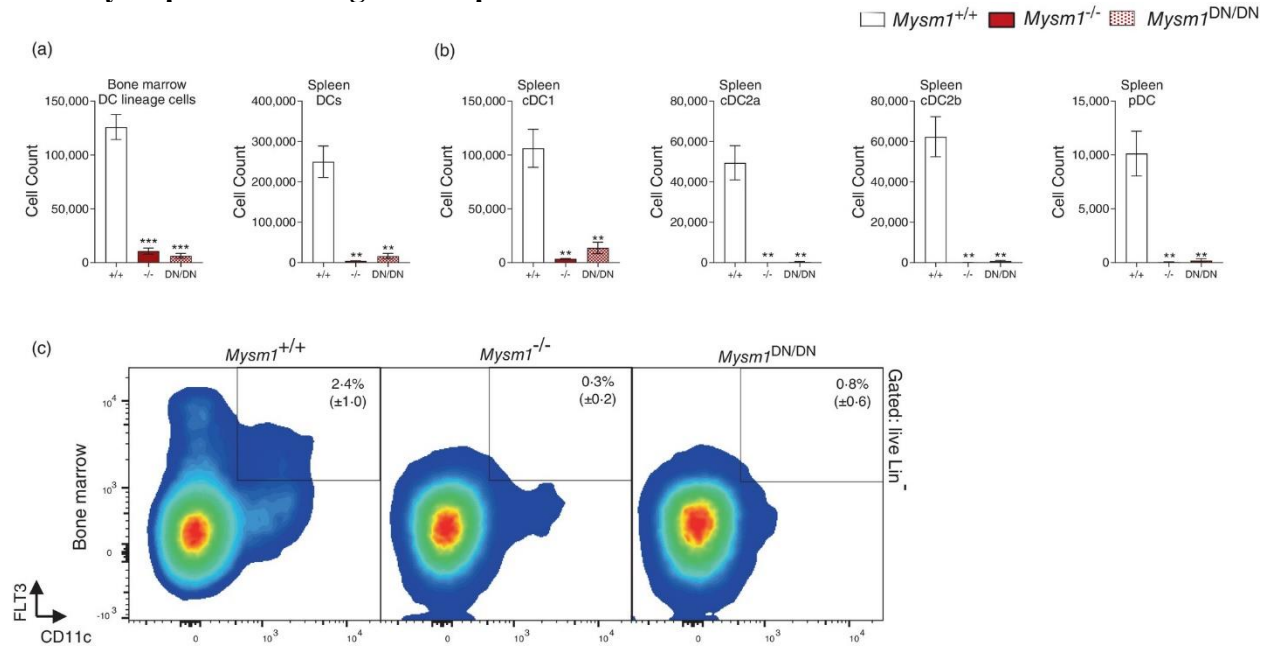 Mysm1+/+ Mysm1-/- Mysm1DN/DN
(a)
Bone marrow
DC lineage cells
150,000
100,000
50,000
0
Cell Count
***
***
+/+ -/- DN/DN
Spleen
DCs
400,000
300,000
200,000
100,000
0
Cell Count
**
**
+/+ -/- DN/DN
(b)
Spleen
cDC1
150,000
100,000
50,000
0
Cell Count
**
**
+/+ -/- DN/DN
Spleen
cDC2a
80,000
60,000
40,000
20,000
0
Cell Count
** **
+/+ -/- DN/DN
Spleen
cDC2b
80,000
60,000
40,000
20,000
0
Cell Count
** **
+/+ -/- DN/DN
Spleen
pDC
15,000
10,000
5,000
0
Cell Count
** **
+/+ -/- DN/DN
(c)
Mysm1+/+ Mysm1-/- Mysm1DN/DN
2·4%
(±1·0)
0·3%
(±0·2)
0·8%
(±0·6)
Gated: live Lin-
Bone marrow
10^4
10^3
0
-10^3
0 10^3 10^4
0 10^3 10^4
0 10^3 10^4
FLT3
CD11c